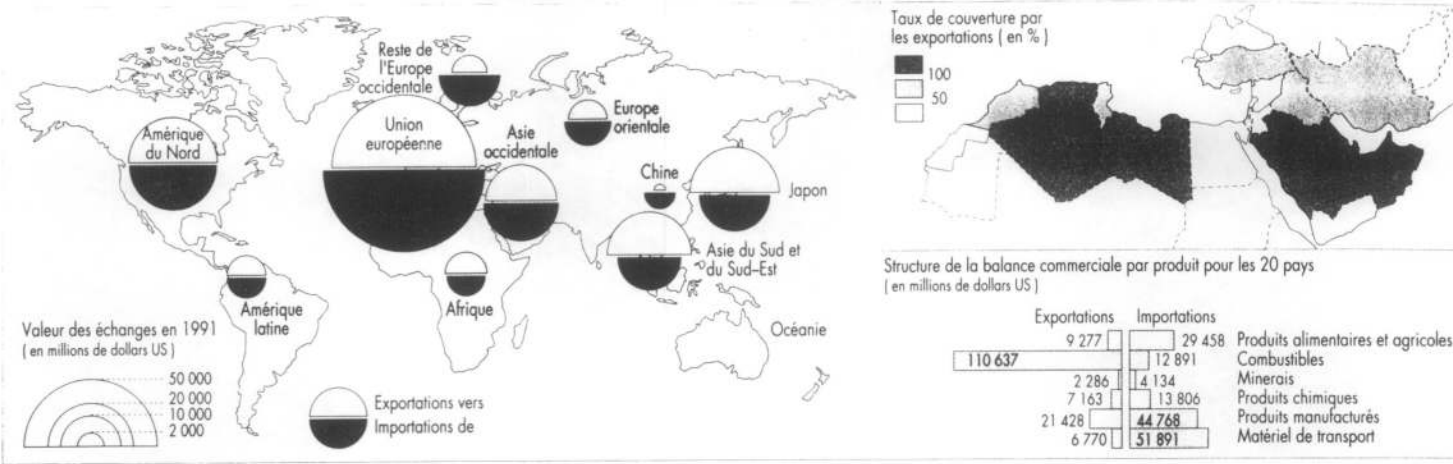 Reste de
l'Europe
occidentale
Amérique
du Nord
Union
européenne
Asie
occidentale
Europe
orientale
Chine
Japon
Asie du Sud et
du Sud-Est
Amérique
latine
Afrique
Océanie
Valeur des échanges en 1991
( en millions de dollars US )
50 000
20 000
10 000
2 000
Exportations vers
Importations de
Taux de couverture par
les exportations ( en % )
100
50
Structure de la balance commerciale par produit pour les 20 pays
( en millions de dollars US )
Exportations Importations
9 277 29 458 Produits alimentaires et agricoles
110 637 12 891 Combustibles
2 286 4 134 Minerais
7 163 13 806 Produits chimiques
21 428 44 768 Produits manufacturés
6 770 51 891 Matériel de transport